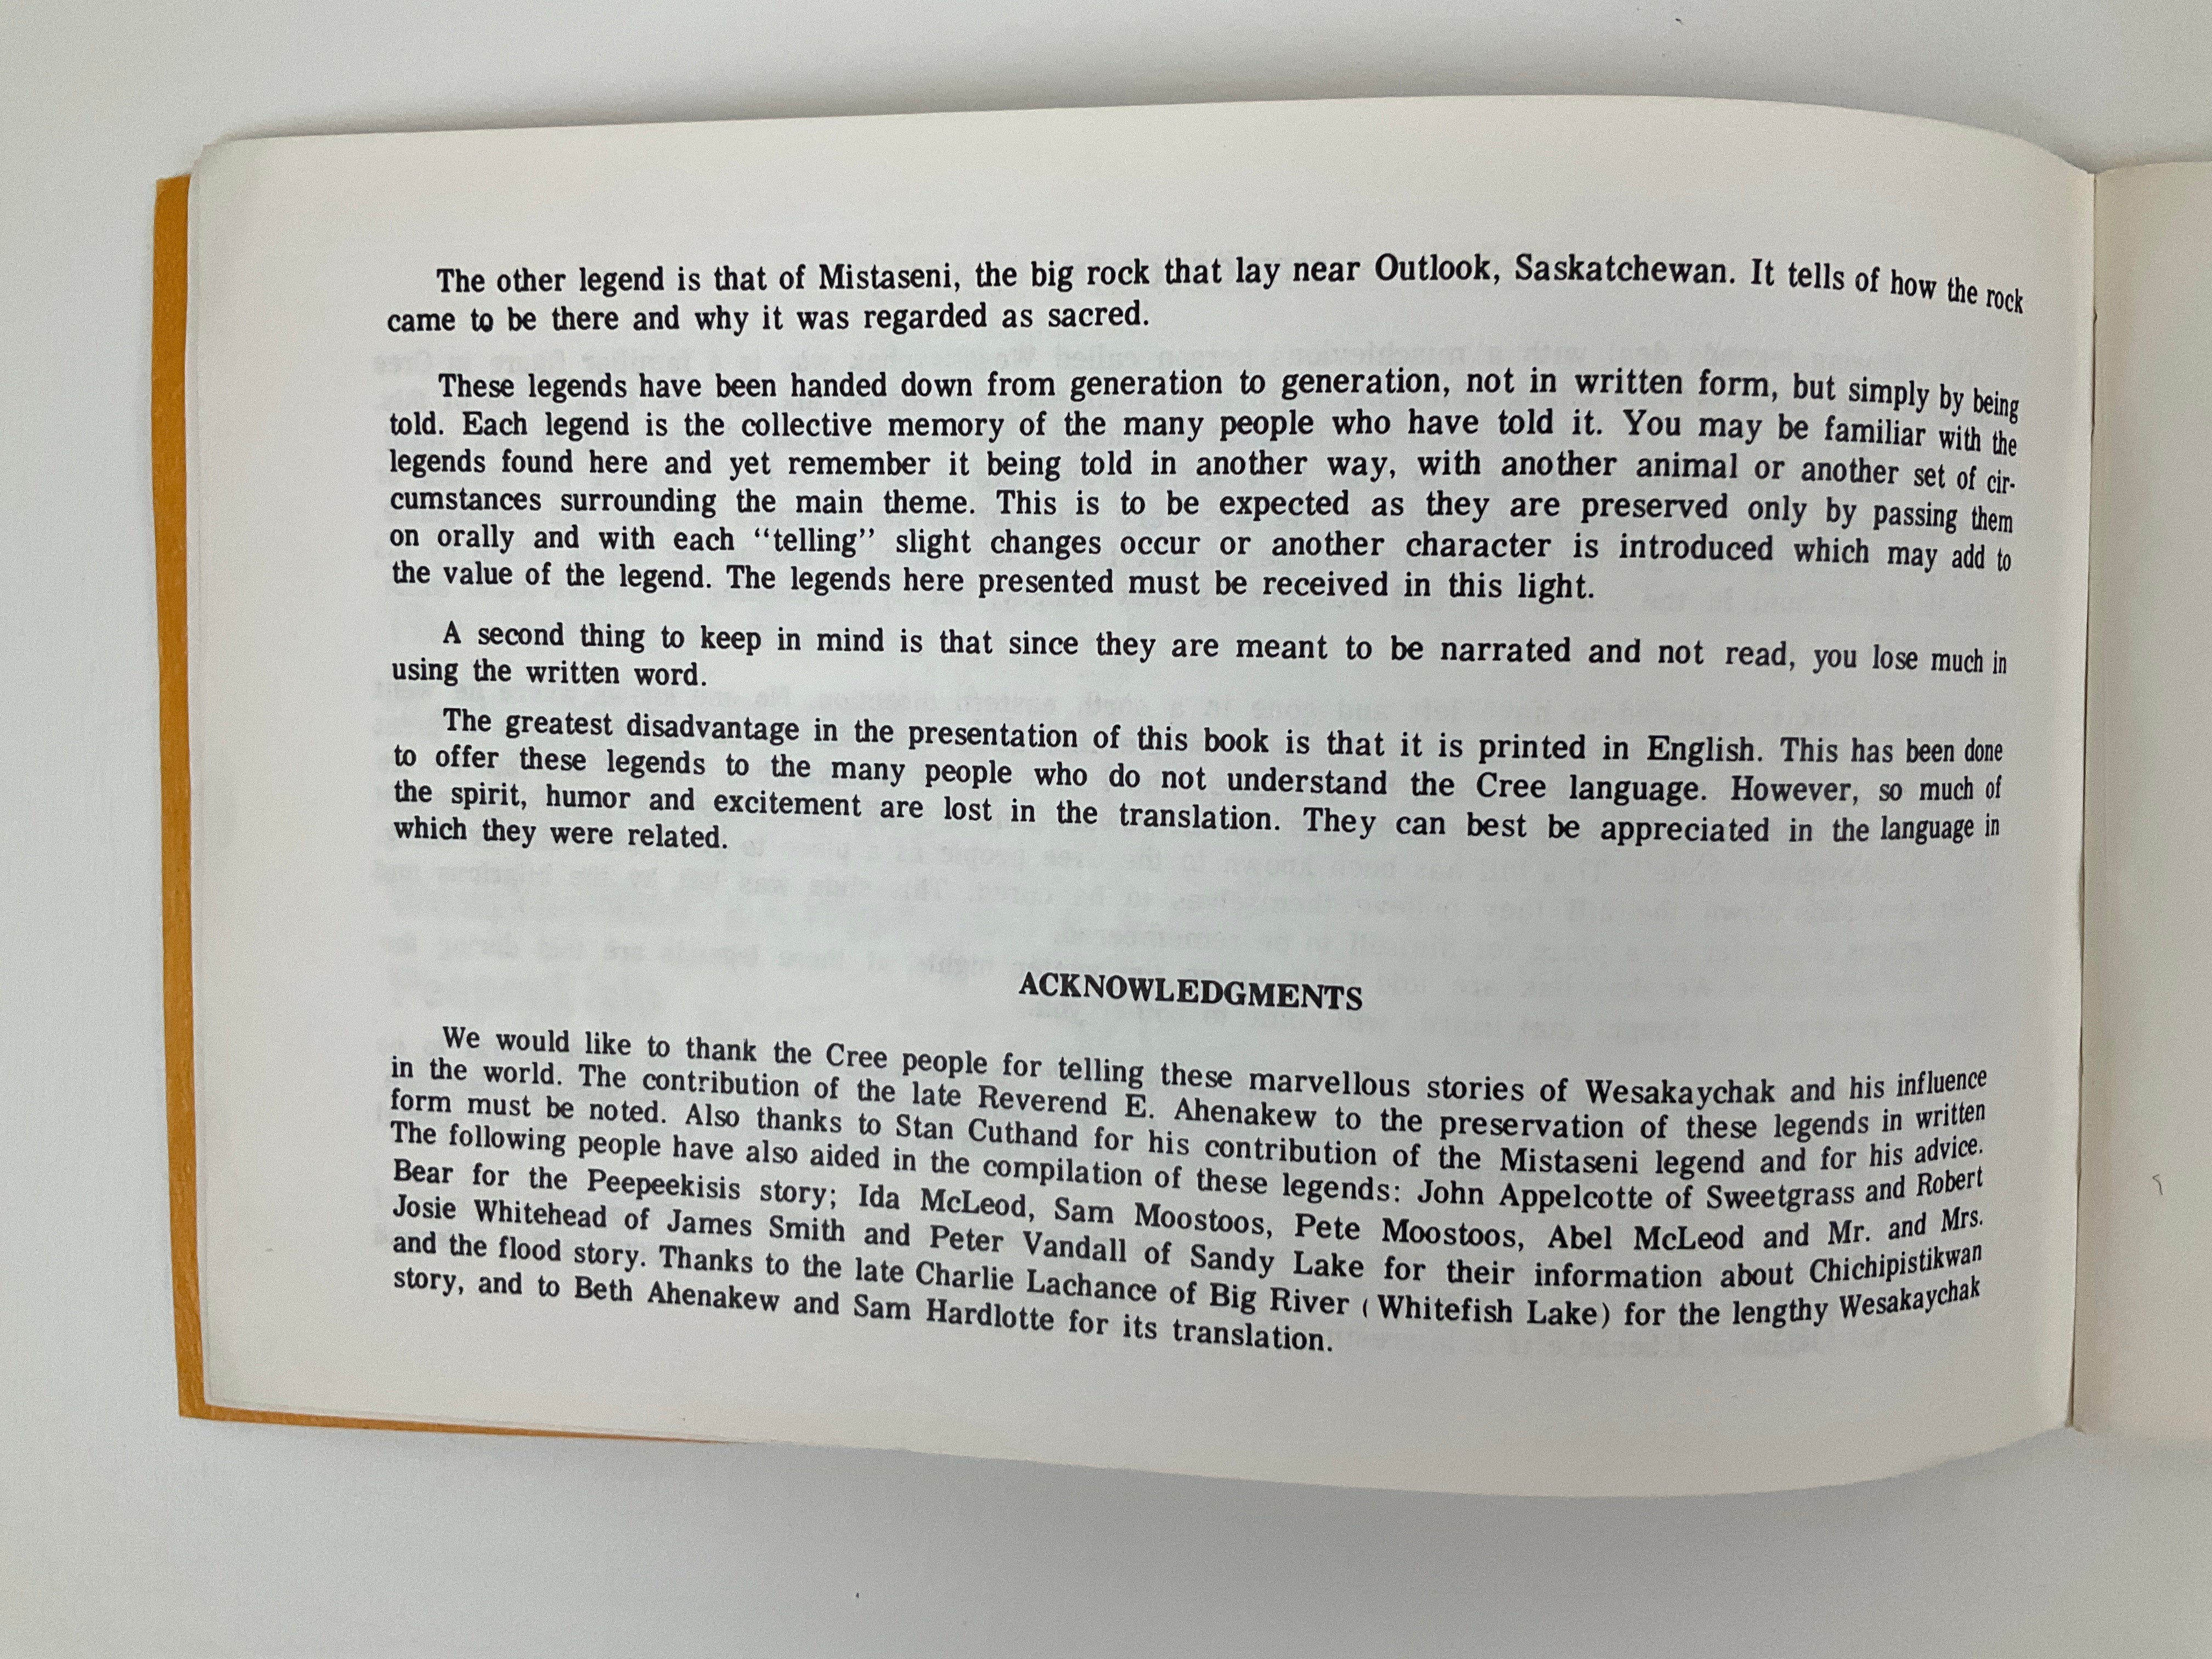 The other legend is that of Mistaseni, the big rock that lay near Outlook, Saskatchewan. It tells of how the rock
came to be there and why it was regarded as sacred.
These legends have been handed down from generation to generation, not in written form, but simply by being
told. Each legend is the collective memory of the many people who have told it. You may be familiar with the
legends found here and yet remember it being told in another way, with another animal or another set of cir-
cumstances surrounding the main theme. This is to be expected as they are preserved only by passing them
on orally and with each “telling” slight changes occur or another character is introduced which may add to
the value of the legend. The legends here presented must be received in this light.
A second thing to keep in mind is that since they are meant to be narrated and not read, you lose much in
using the written word.
The greatest disadvantage in the presentation of this book is that it is printed in English. This has been done
to offer these legends to the many people who do not understand the Cree language. However, so much of
the spirit, humor and excitement are lost in the translation. They can best be appreciated in the language in
which they were related.
ACKNOWLEDGMENTS
We would like to thank the Cree people for telling these marvellous stories of Wesakaychak and his influence
in the world. The contribution of the late Reverend E. Ahenakew to the preservation of these legends in written
form must be noted. Also thanks to Stan Cuthand for his contribution of the Mistaseni legend and for his advice.
The following people have also aided in the compilation of these legends: John Appelcotte of Sweetgrass and Robert
Bear for the Peepeekisis story; Ida McLeod, Sam Moostoos, Pete Moostoos, Abel McLeod and Mr. and Mrs.
Josie Whitehead of James Smith and Peter Vandall of Sandy Lake for their information about Chichipistikwan
and the flood story. Thanks to the late Charlie Lachance of Big River (Whitefish Lake) for the lengthy Wesakaychak
story, and to Beth Ahenakew and Sam Hardlotte for its translation.